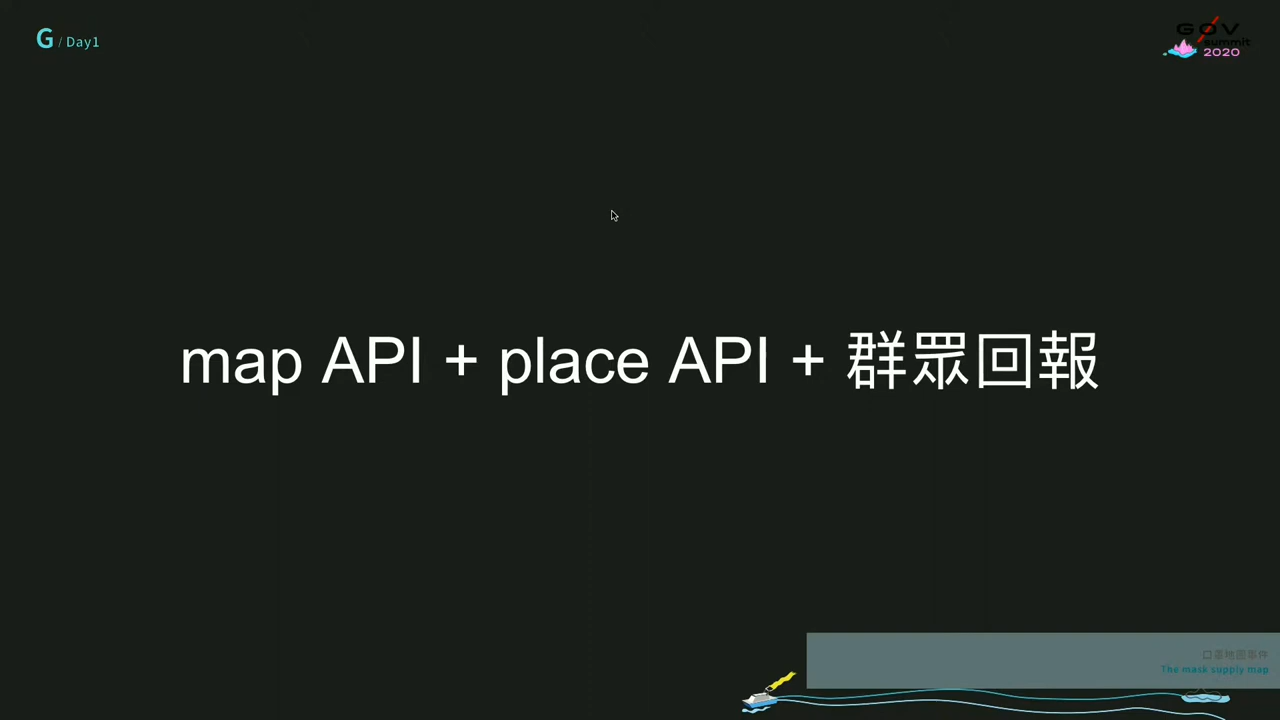 G / Day1
G0V
summit
2020
map API + place API + 群眾回報
口罩地圖事件
The mask supply map